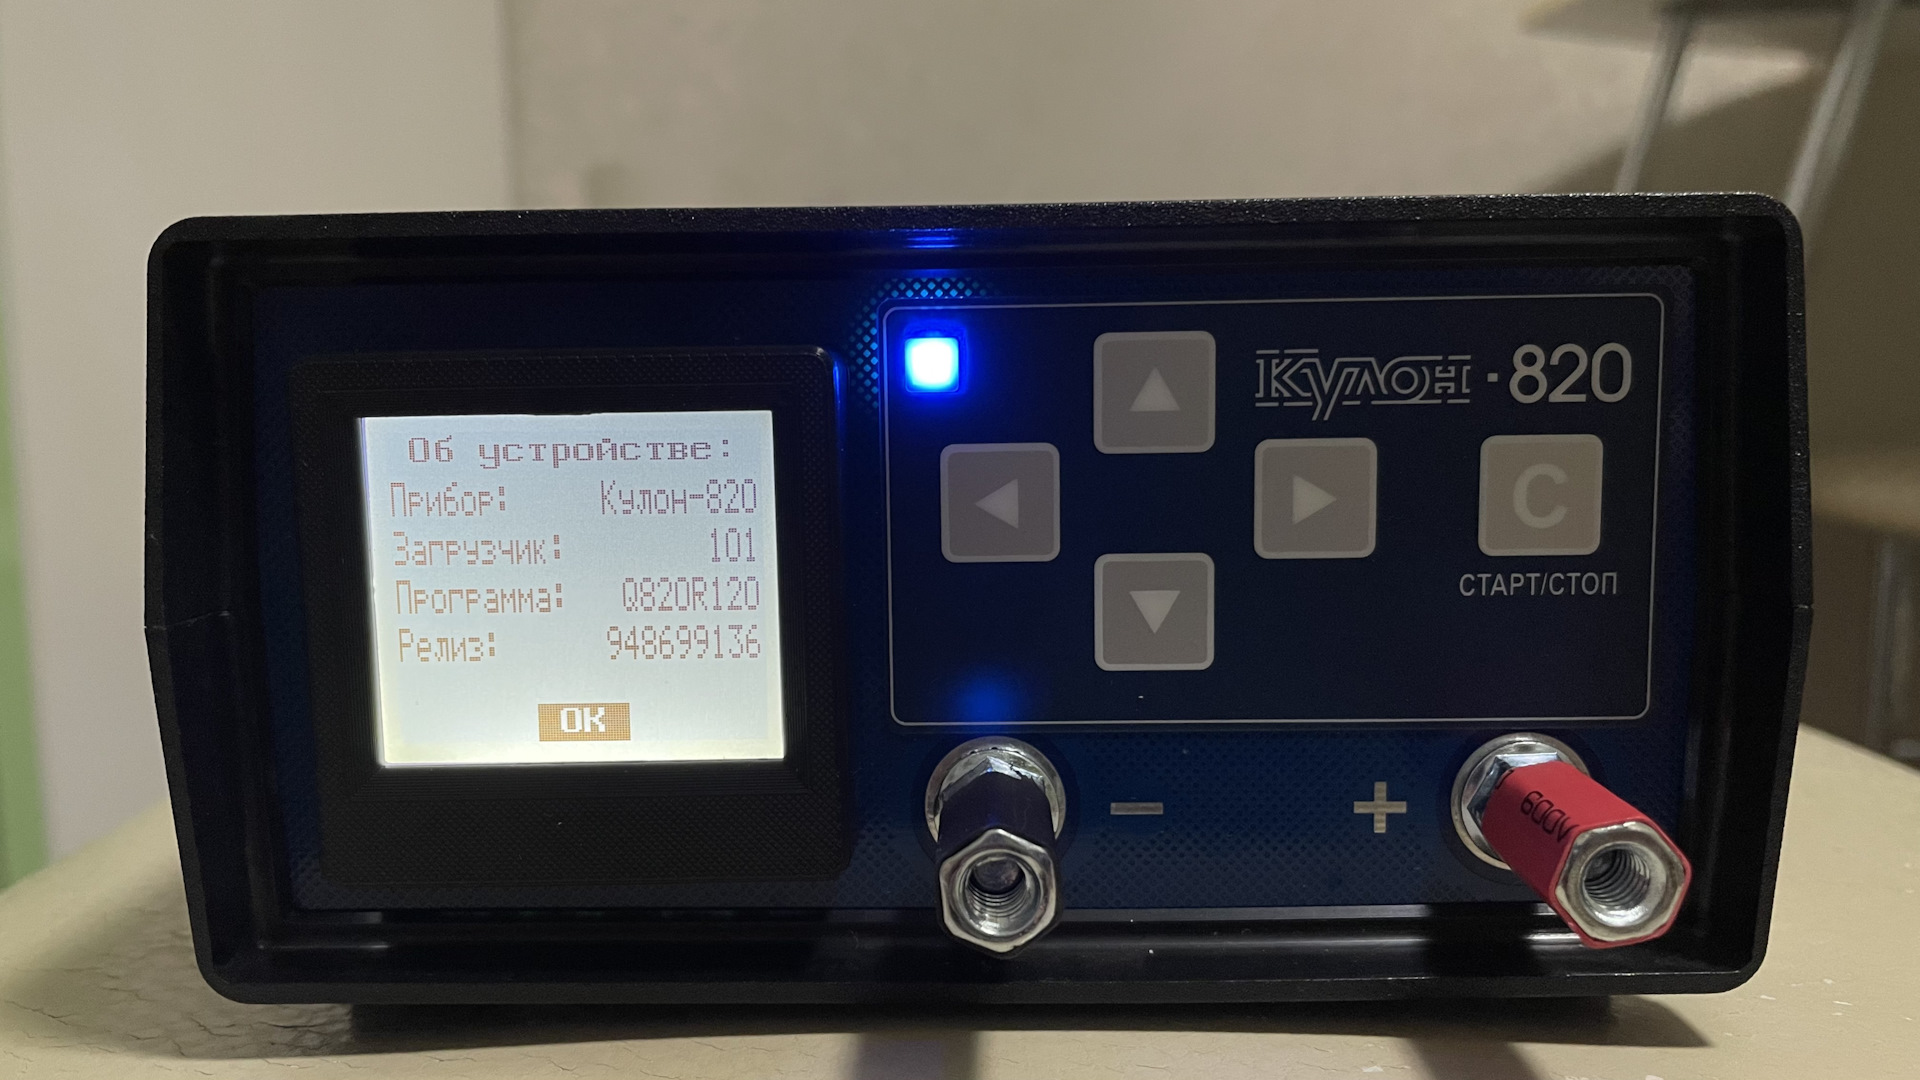 Об устройстве:
Прибор: Кулон-820
Загрузчик: 101
Программа: Q820R120
Релиз: 948699136
OK
Кулон-820
C
СТАРТ/СТОП
− +
600V